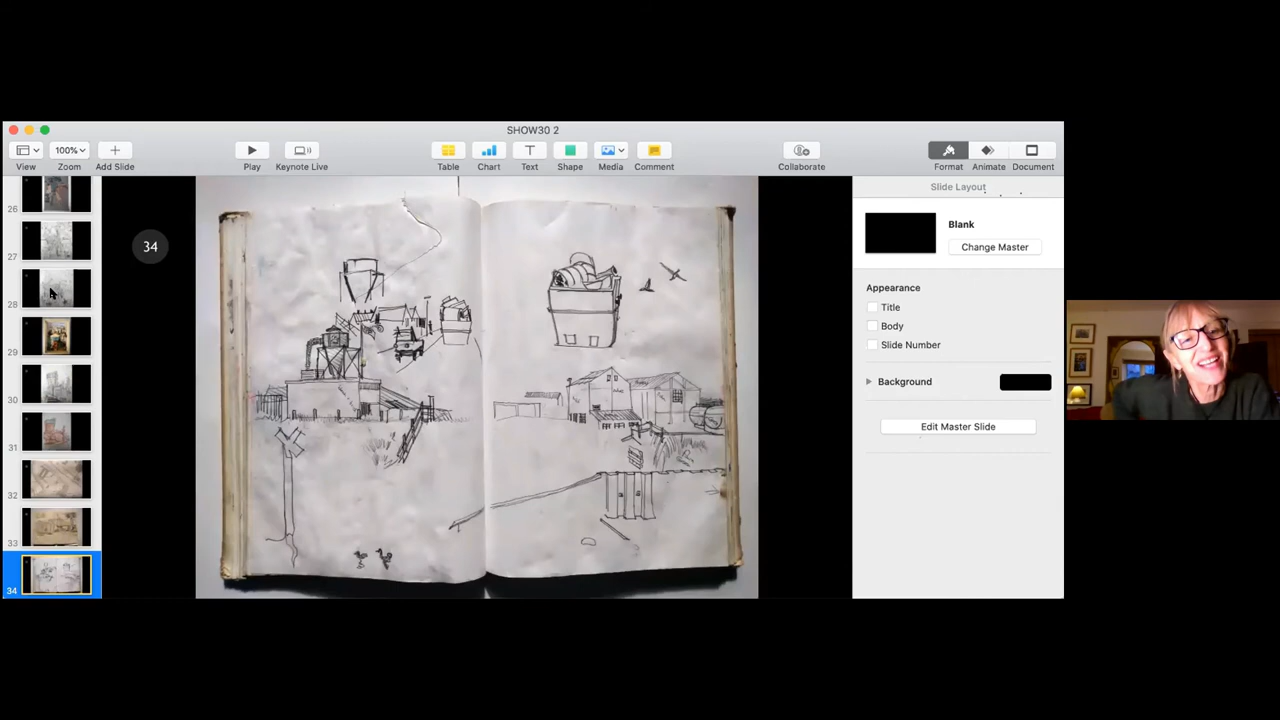 SHOW30 2
100%
View Zoom Add Slide Play Keynote Live Table Chart Text Shape Media Comment Collaborate Format Animate Document
Slide Layout
26
34
Blank
27
Change Master
28
Appearance
Title
Body
29
Slide Number
Background
30
Edit Master Slide
31
32
33
34